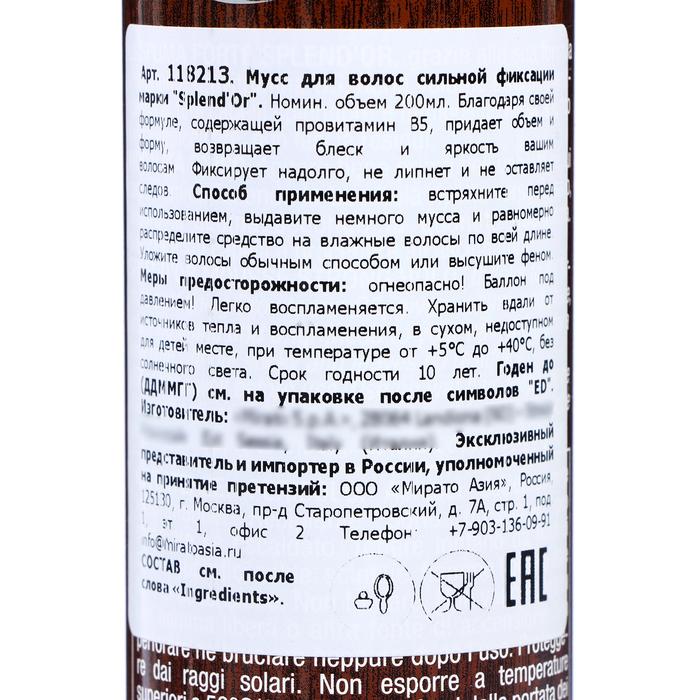 Арт. 118213. Мусс для волос сильной фиксации
марки "Splend'Or". Номин. объем 200мл. Благодаря своей
формуле, содержащей провитамин B5, придает объем и
форму, возвращает блеск и яркость вашим
волосам Фиксирует надолго, не липнет и не оставляет
следов. Способ применения: встряхните перед
использованием, выдавите немного мусса и равномерно
распределите средство на влажные волосы по всей длине.
Уложите волосы обычным способом или высушите феном.
Меры предосторожности: огнеопасно! Баллон под
давлением! Легко воспламеняется. Хранить вдали от
источников тепла и воспламенения, в сухом, недоступном
для детей месте, при температуре от +5°С до +40°С, без
солнечного света. Срок годности 10 лет. Годен до
(ДДММГГ) см. на упаковке после символов "ED".
Изготовитель:
Эксклюзивный
представитель и импортер в России, уполномоченный
на принятие претензий: ООО «Мирато Азия», Россия,
125130, г. Москва, пр-д Старопетровский, д. 7А, стр. 1, под
1, эт 1, офис 2 Телефон: +7-903-136-09-91
info@miratoasia.ru
СОСТАВ см. после
слова «Ingredients».
EAC
perforare né bruciare neppure dopo l'uso. Protegge-
re dai raggi solari. Non esporre a temperature